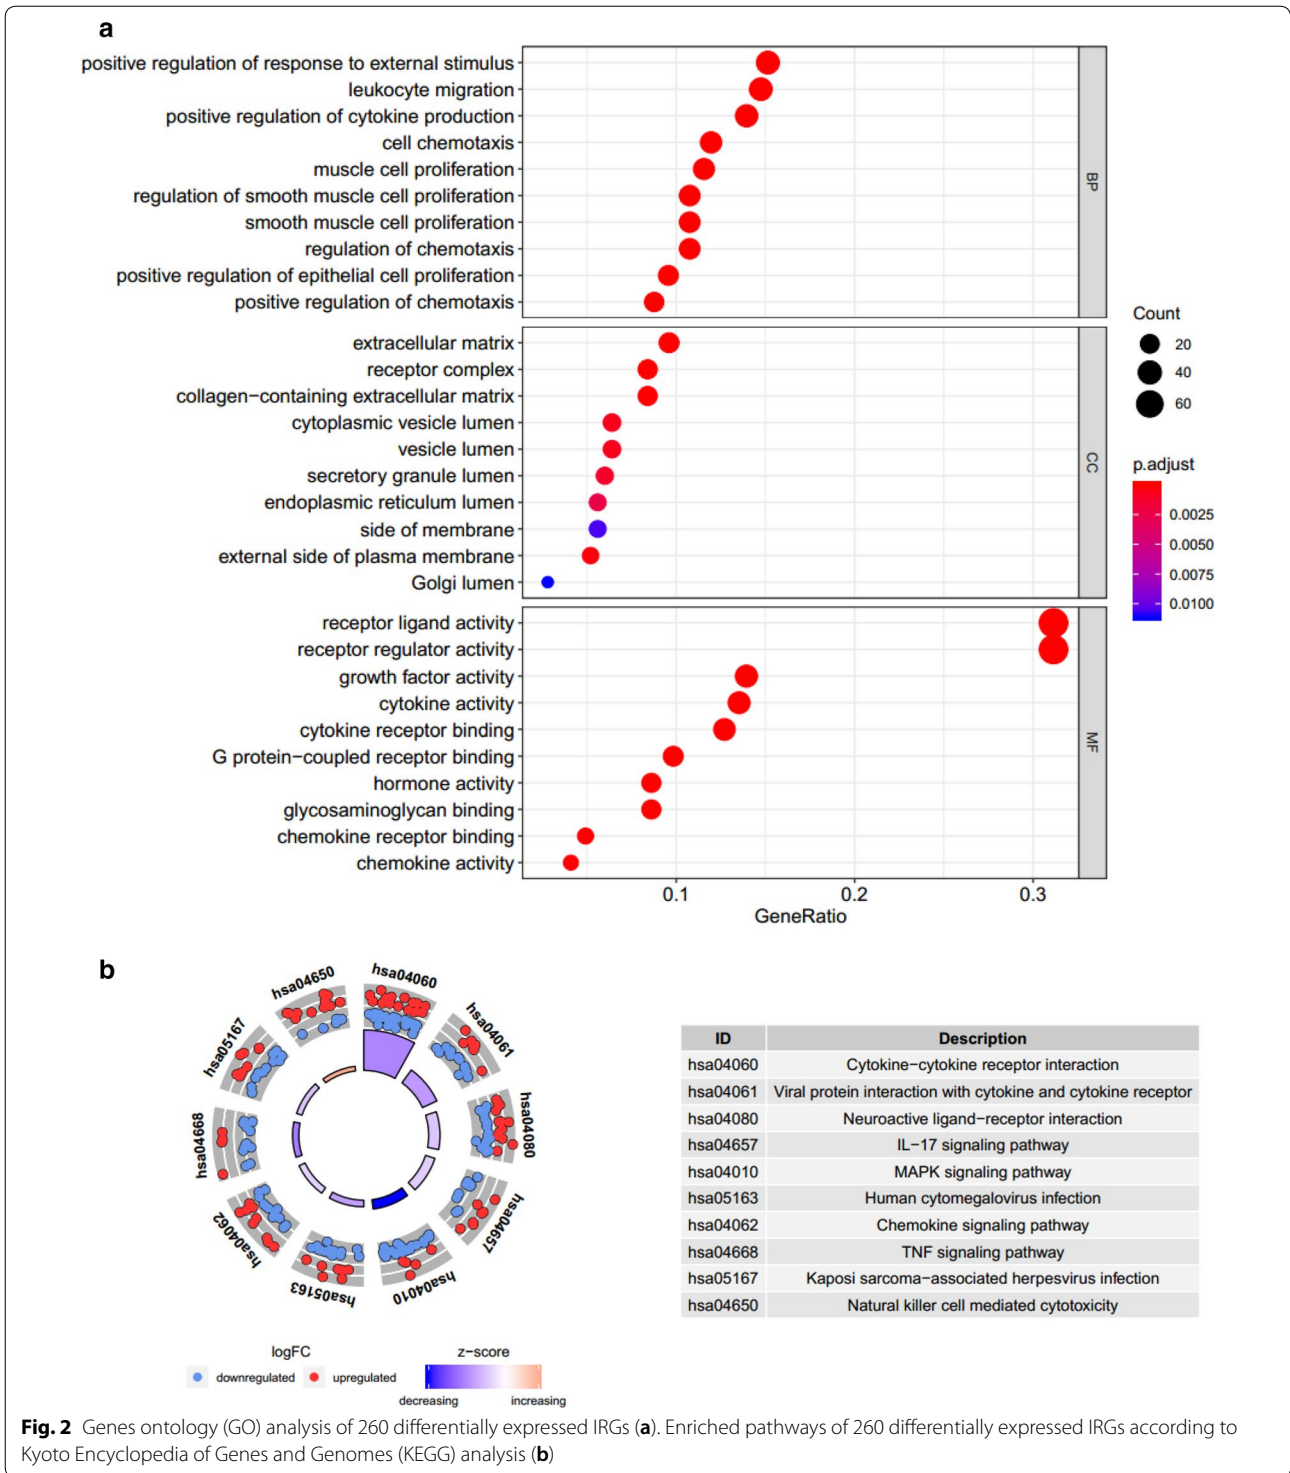 a
positive regulation of response to external stimulus
leukocyte migration
positive regulation of cytokine production
cell chemotaxis
muscle cell proliferation
regulation of smooth muscle cell proliferation
smooth muscle cell proliferation
regulation of chemotaxis
positive regulation of epithelial cell proliferation
positive regulation of chemotaxis
BP
extracellular matrix
receptor complex
collagen−containing extracellular matrix
cytoplasmic vesicle lumen
vesicle lumen
secretory granule lumen
endoplasmic reticulum lumen
side of membrane
external side of plasma membrane
Golgi lumen
CC
receptor ligand activity
receptor regulator activity
growth factor activity
cytokine activity
cytokine receptor binding
G protein−coupled receptor binding
hormone activity
glycosaminoglycan binding
chemokine receptor binding
chemokine activity
MF
0.1 0.2 0.3
GeneRatio
Count
20
40
60
p.adjust
0.0025
0.0050
0.0075
0.0100
b
hsa04060
hsa04061
hsa04080
hsa04657
hsa04010
hsa05163
hsa04062
hsa04668
hsa05167
hsa04650
logFC
downregulated upregulated
z−score
decreasing increasing
ID Description
hsa04060 Cytokine−cytokine receptor interaction
hsa04061 Viral protein interaction with cytokine and cytokine receptor
hsa04080 Neuroactive ligand−receptor interaction
hsa04657 IL−17 signaling pathway
hsa04010 MAPK signaling pathway
hsa05163 Human cytomegalovirus infection
hsa04062 Chemokine signaling pathway
hsa04668 TNF signaling pathway
hsa05167 Kaposi sarcoma−associated herpesvirus infection
hsa04650 Natural killer cell mediated cytotoxicity
Fig. 2 Genes ontology (GO) analysis of 260 differentially expressed IRGs (a). Enriched pathways of 260 differentially expressed IRGs according to
Kyoto Encyclopedia of Genes and Genomes (KEGG) analysis (b)